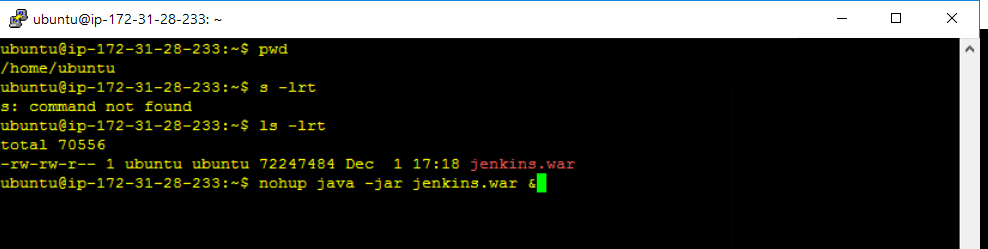 ubuntu@ip-172-31-28-233: ~
ubuntu@ip-172-31-28-233:~$ pwd
/home/ubuntu
ubuntu@ip-172-31-28-233:~$ s -lrt
s: command not found
ubuntu@ip-172-31-28-233:~$ ls -lrt
total 70556
-rw-rw-r-- 1 ubuntu ubuntu 72247484 Dec  1 17:18 jenkins.war
ubuntu@ip-172-31-28-233:~$ nohup java -jar jenkins.war &